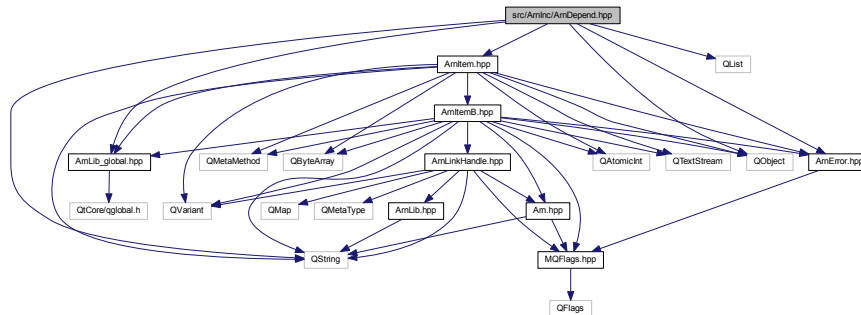 src/ArnInc/ArnDepend.hpp
ArnItem.hpp
QList
ArnItemB.hpp
ArnLib_global.hpp
QMetaMethod
QByteArray
ArnLinkHandle.hpp
QAtomicInt
QTextStream
QObject
ArnError.hpp
QtCore/qglobal.h
QVariant
QMap
QMetaType
ArnLib.hpp
Arn.hpp
QString
MQFlags.hpp
QFlags